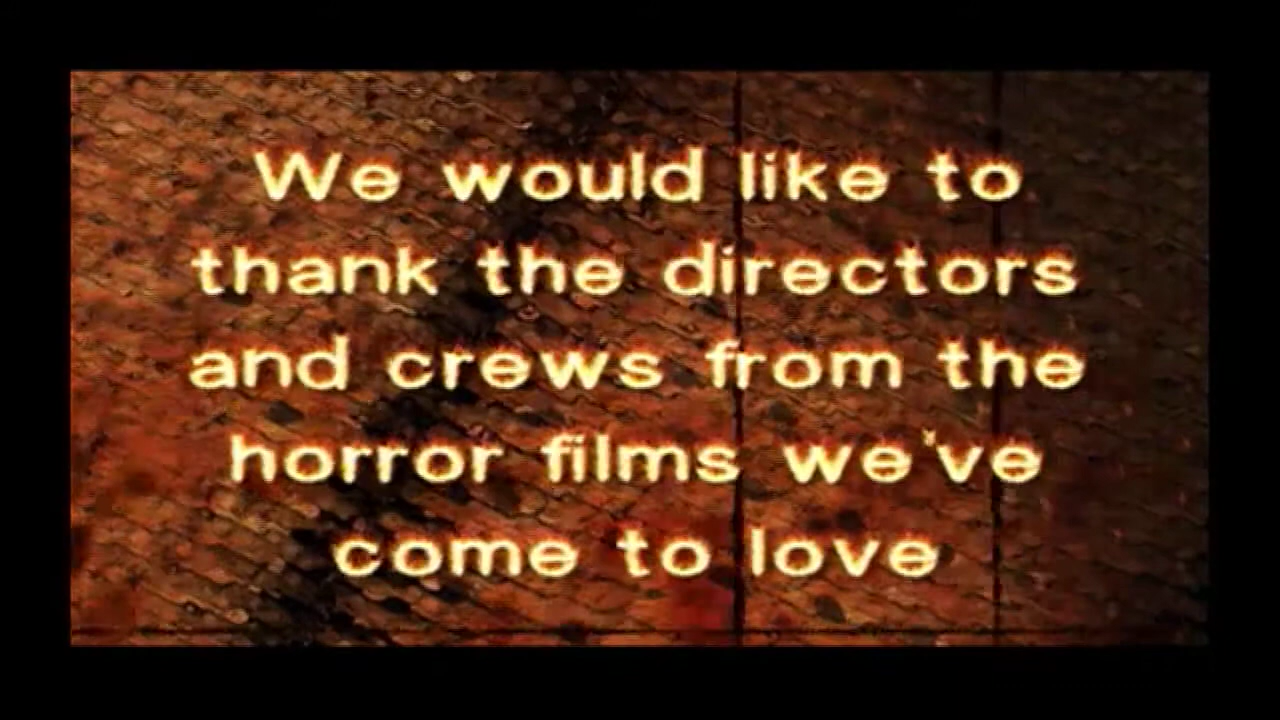 We would like to
thank the directors
and crews from the
horror films we've
come to love